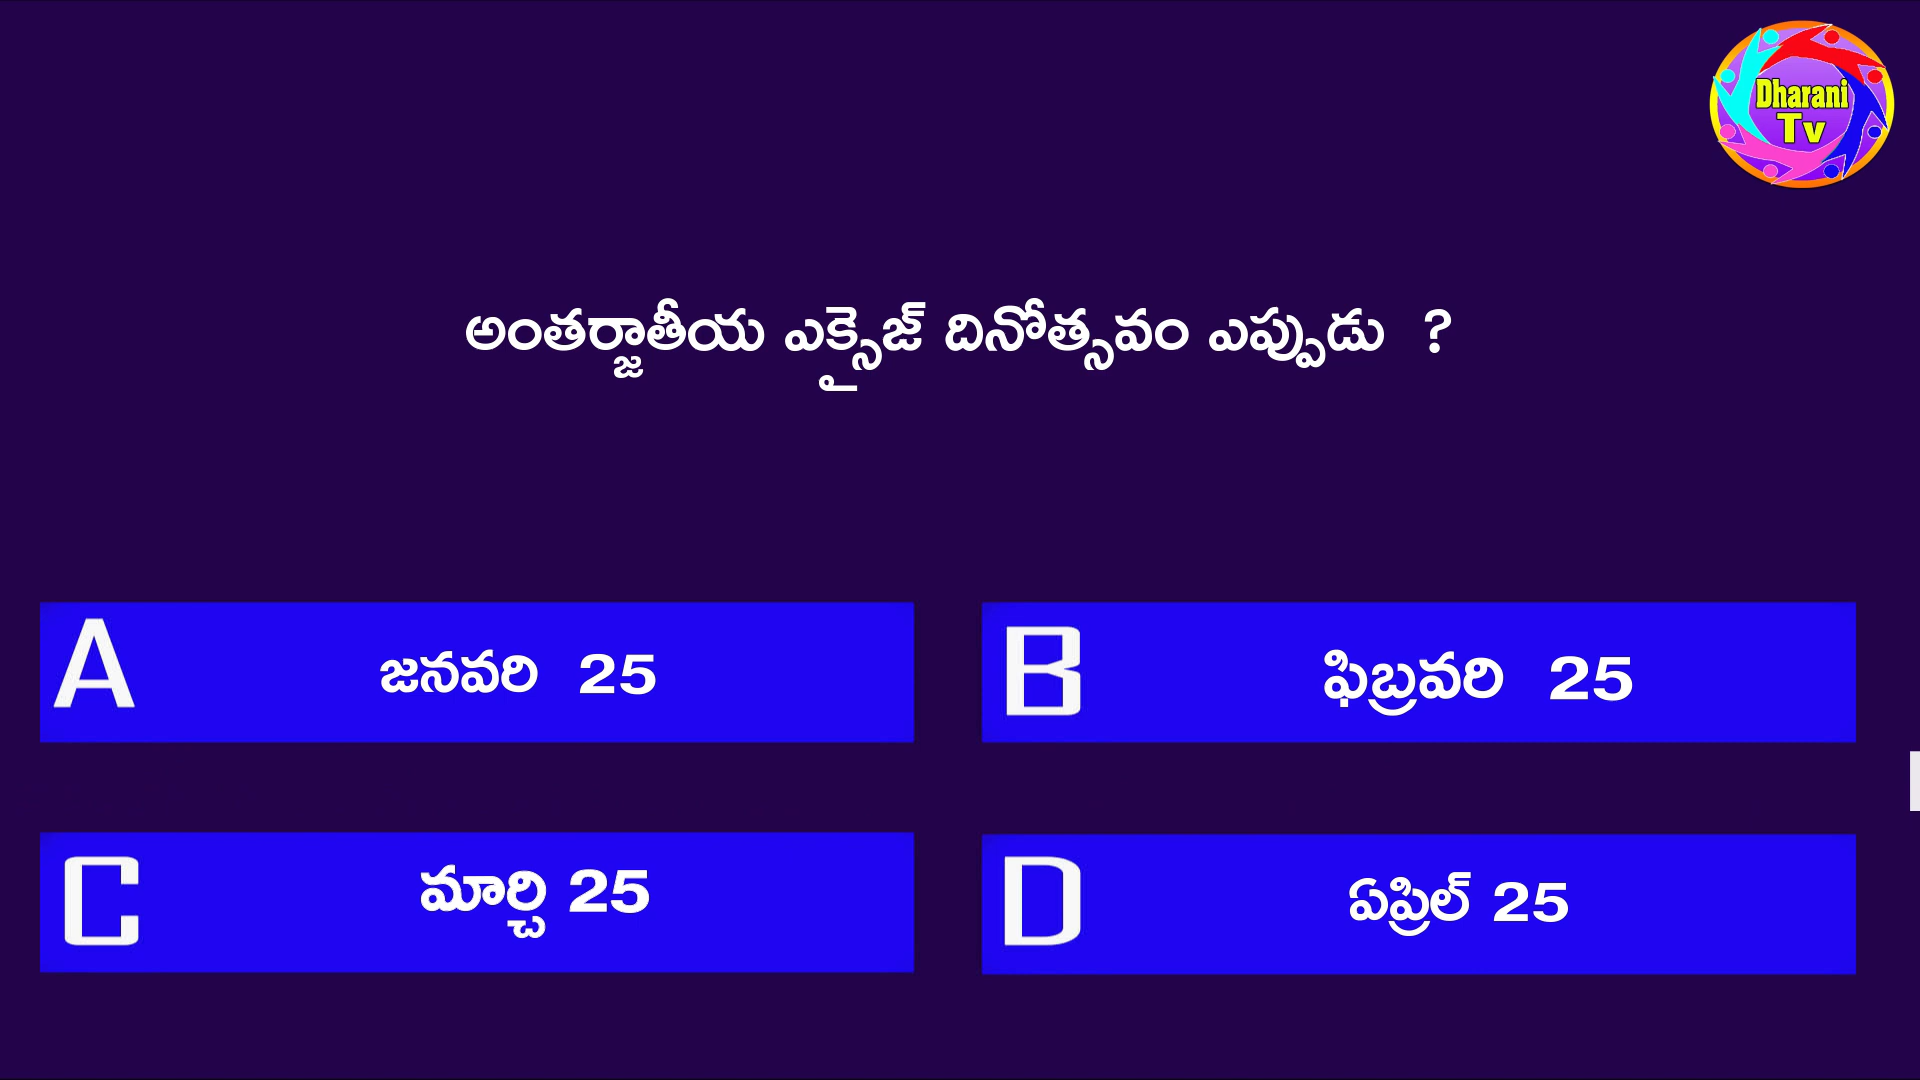 Dharani
Tv
అంతర్జాతీయ ఎక్సైజ్ దినోత్సవం ఎప్పుడు ?
A జనవరి 25
B ఫిబ్రవరి 25
C మార్చి 25
D ఏప్రిల్ 25